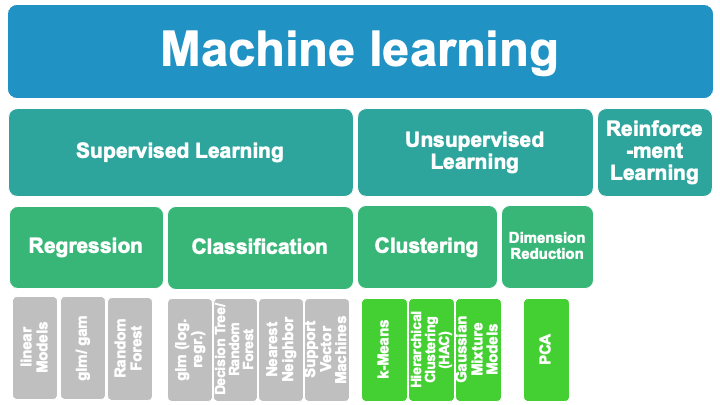 Machine learning
Supervised Learning
Unsupervised
Learning
Reinforce
-ment
Learning
Regression
Classification
Clustering
Dimension
Reduction
linear
Models
glm/ gam
Random
Forest
glm (log.
regr.)
Decision Tree/
Random
Forest
Nearest
Neighbor
Support
Vector
Machines
k-Means
Hierarchical
Clustering
(HAC)
Gaussian
Mixture
Models
PCA